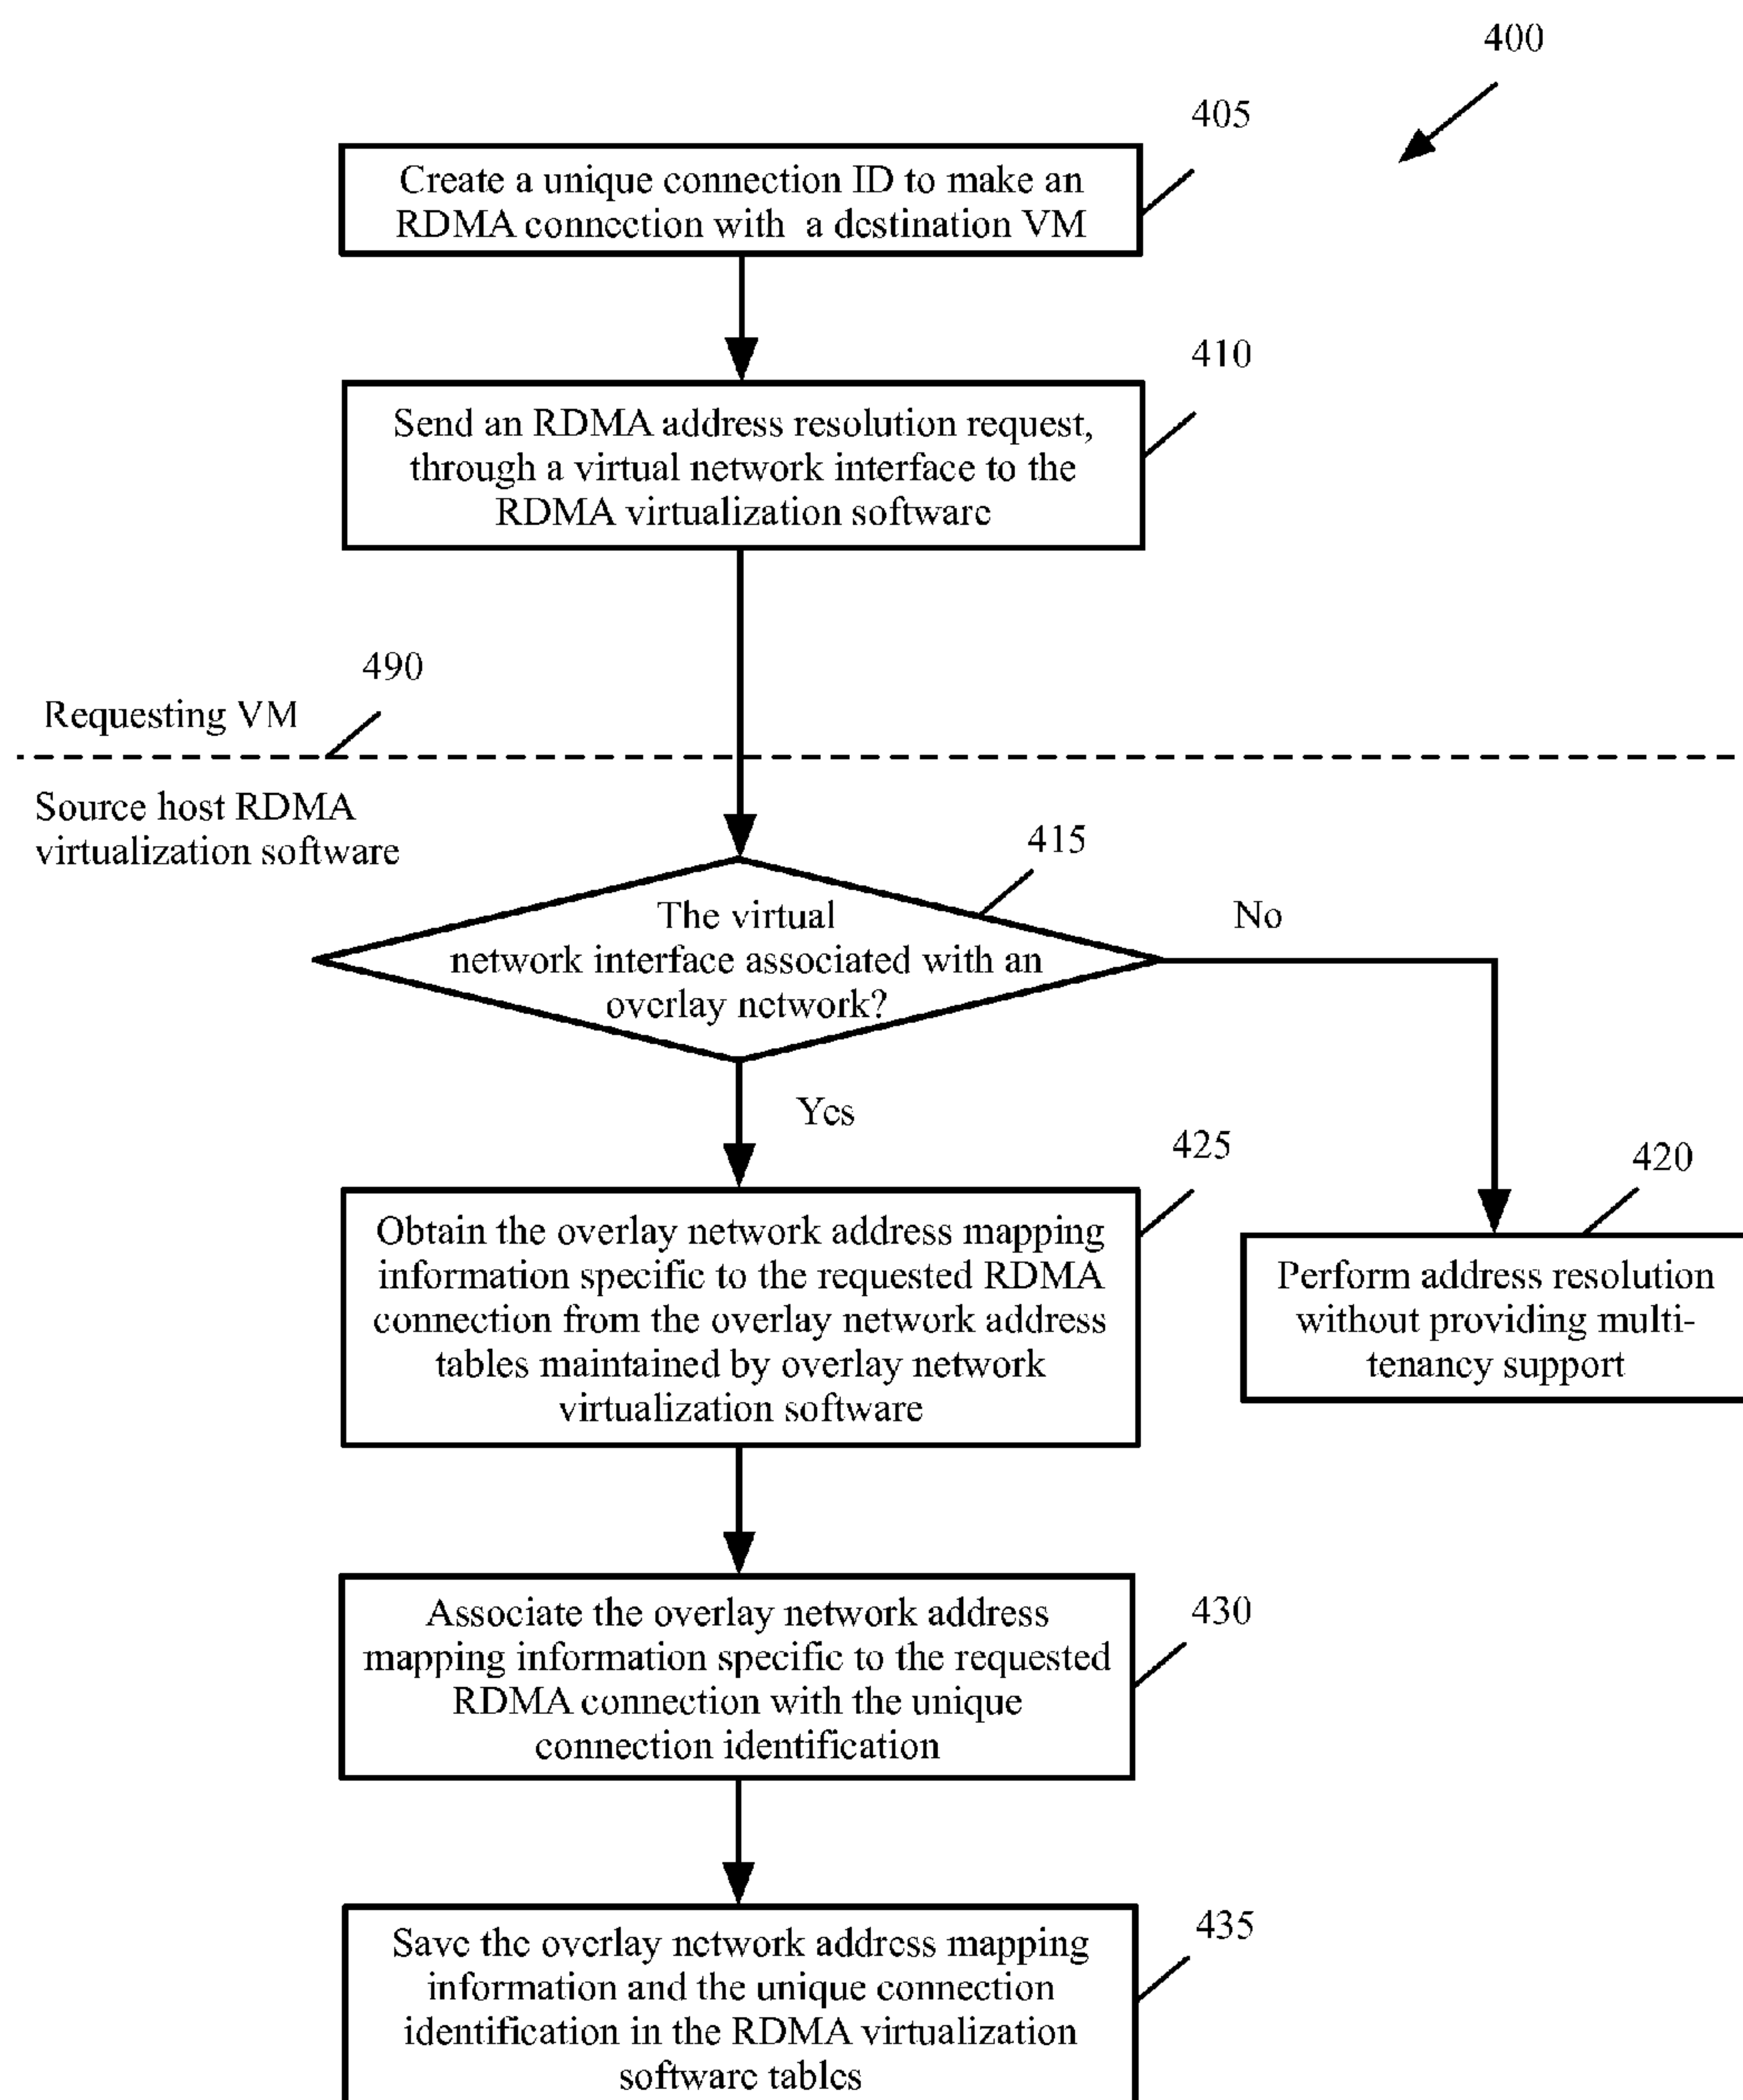 400
405
Create a unique connection ID to make an
RDMA connection with a destination VM
410
Send an RDMA address resolution request,
through a virtual network interface to the
RDMA virtualization software
490
Requesting VM
Source host RDMA
virtualization software
415
The virtual
network interface associated with an
overlay network?
No
Yes
425
Obtain the overlay network address mapping
information specific to the requested RDMA
connection from the overlay network address
tables maintained by overlay network
virtualization software
420
Perform address resolution
without providing multi-
tenancy support
430
Associate the overlay network address
mapping information specific to the requested
RDMA connection with the unique
connection identification
435
Save the overlay network address mapping
information and the unique connection
identification in the RDMA virtualization
software tables